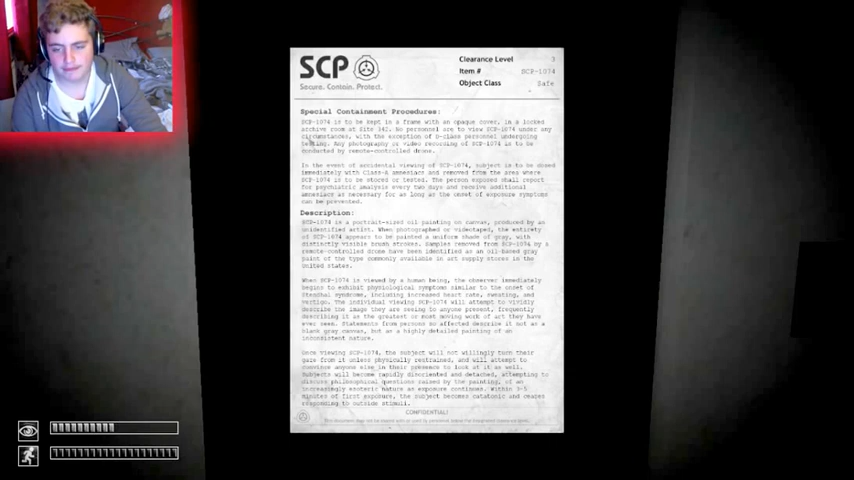 SCP
Secure. Contain. Protect.
Clearance Level 3
Item # SCP-1074
Object Class Safe
Special Containment Procedures:
SCP-1074 is to be kept in a frame with an opaque cover, in a locked
archive room at Site 342. No personnel are to view SCP-1074 under any
circumstances, with the exception of D-class personnel undergoing
testing. Any photography or video recording of SCP-1074 is to be
conducted by remote-controlled drone.
In the event of accidental viewing of SCP-1074, subject is to be dosed
immediately with Class-A amnesiacs and removed from the area where
SCP-1074 is to be stored or tested. The person exposed shall report
for psychiatric analysis every two days and receive additional
amnesiacs as necessary for as long as the onset of exposure symptoms
can be prevented.
Description:
SCP-1074 is a portrait-sized oil painting on canvas, produced by an
unidentified artist. When photographed or videotaped, the entirety
of SCP-1074 appears to be painted a uniform shade of gray, with
distinctly visible brush strokes. Samples removed from SCP-1074 by a
remote-controlled drone have been identified as an oil-based gray
paint of the type commonly available in art supply stores in the
United States.
When SCP-1074 is viewed by a human being, the observer immediately
begins to exhibit physiological symptoms similar to the onset of
Stendhal syndrome, including increased heart rate, sweating, and
vertigo. The individual viewing SCP-1074 will attempt to vividly
describe the image they are seeing to anyone present, frequently
describing it as the greatest or most moving work of art they have
ever seen. Statements from persons so affected describe it not as a
blank gray canvas, but as a highly detailed painting of an
inconsistent nature.
Once viewing SCP-1074, the subject will not willingly turn their
gaze from it unless physically restrained, and will attempt to
convince anyone else in their presence to look at it as well.
Subjects will become rapidly disoriented and detached, attempting to
discuss philosophical questions raised by the painting, of an
increasingly esoteric nature as exposure continues. Within 3-5
minutes of first exposure, the subject becomes catatonic and ceases
responding to outside stimuli.
CONFIDENTIAL!